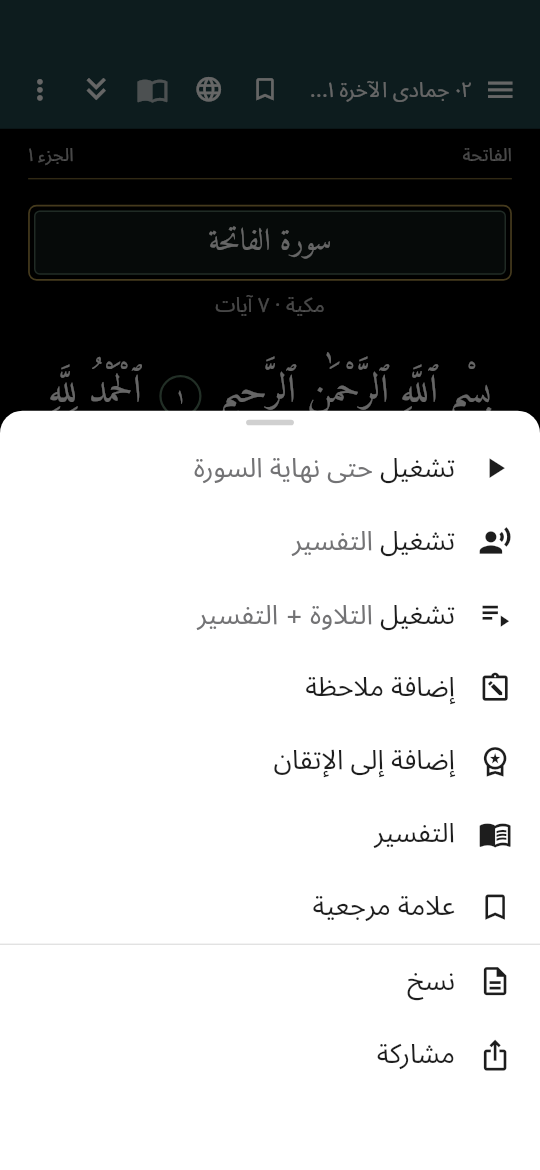 ٠٢ جمادى الآخرة ١...
الفاتحة
الجزء ١
سورة الفاتحة
مكية · ٧ آيات
بِسْمِ ٱللَّهِ ٱلرَّحْمَٰنِ ٱلرَّحِيمِ ١ ٱلْحَمْدُ لِلَّهِ
تشغيل حتى نهاية السورة
تشغيل التفسير
تشغيل التلاوة + التفسير
إضافة ملاحظة
إضافة إلى الإتقان
التفسير
علامة مرجعية
نسخ
مشاركة